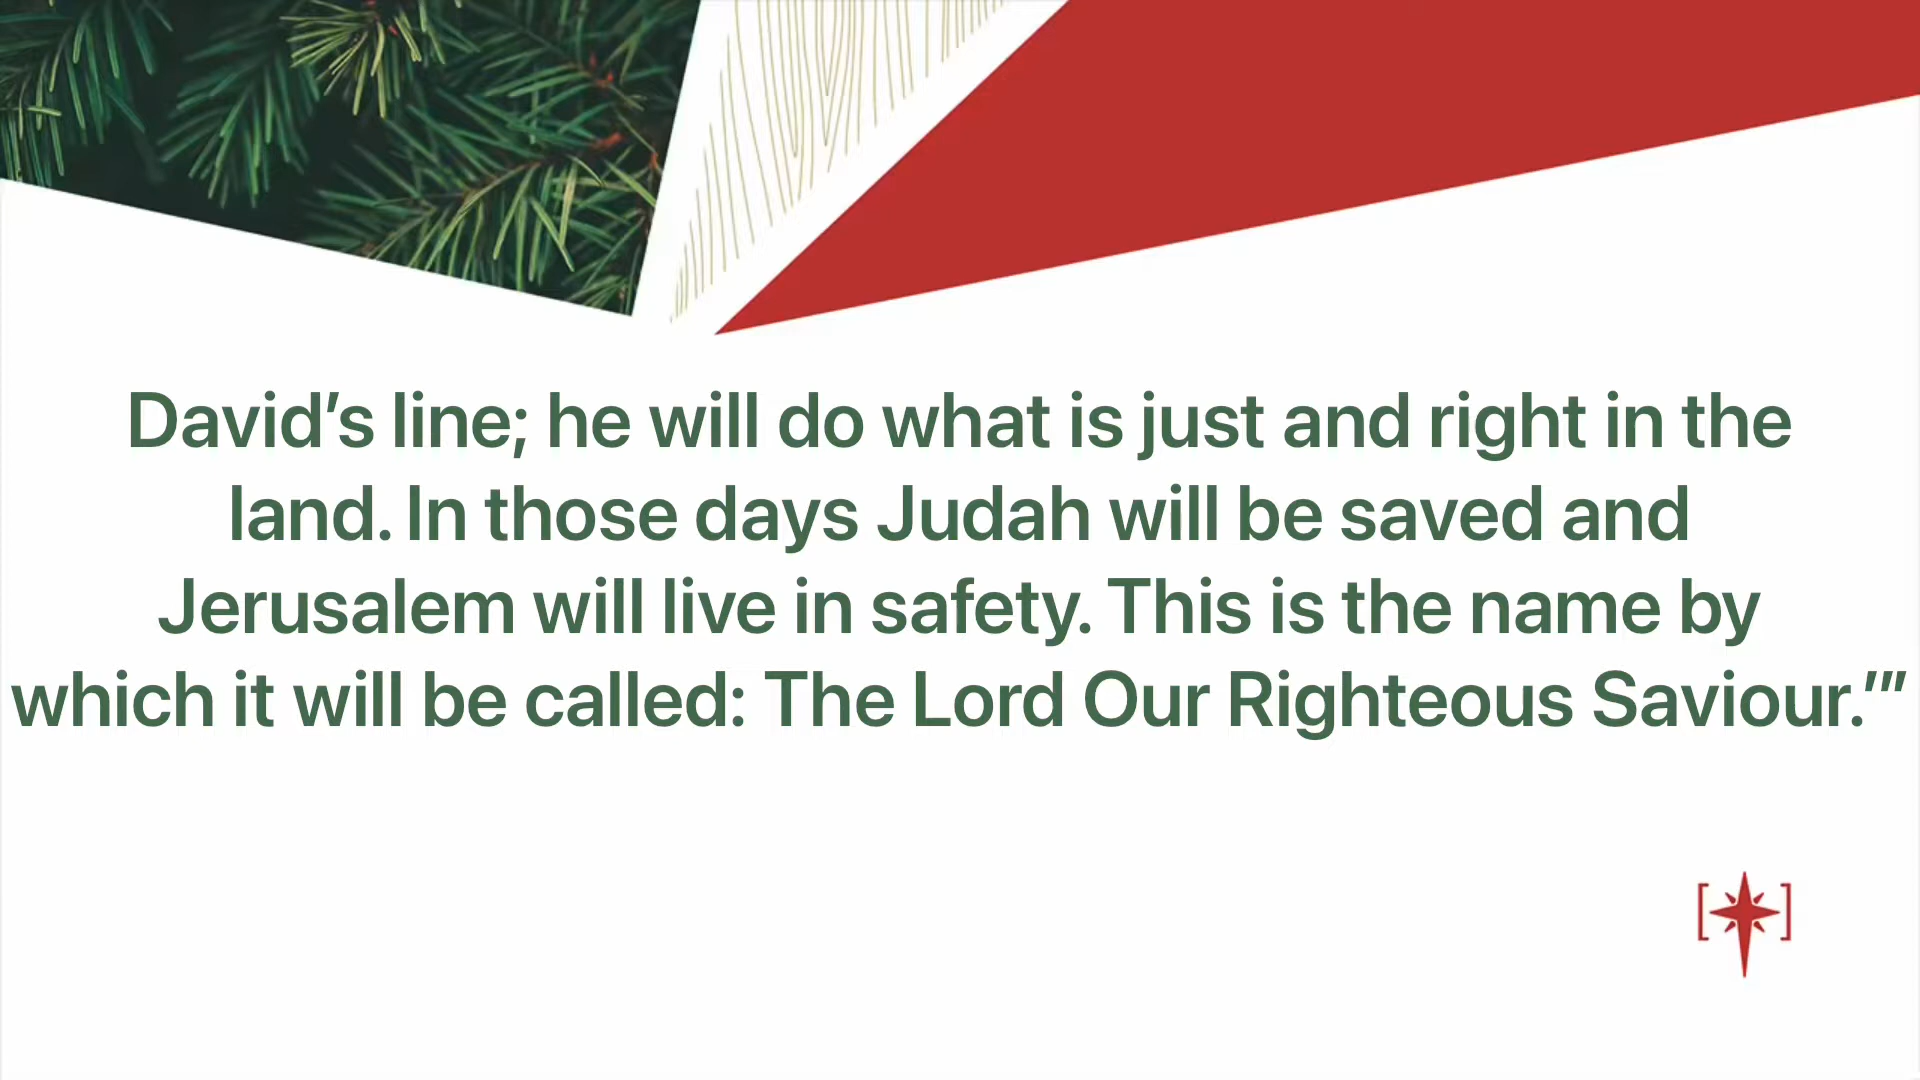 David’s line; he will do what is just and right in the
land. In those days Judah will be saved and
Jerusalem will live in safety. This is the name by
which it will be called: The Lord Our Righteous Saviour.’”